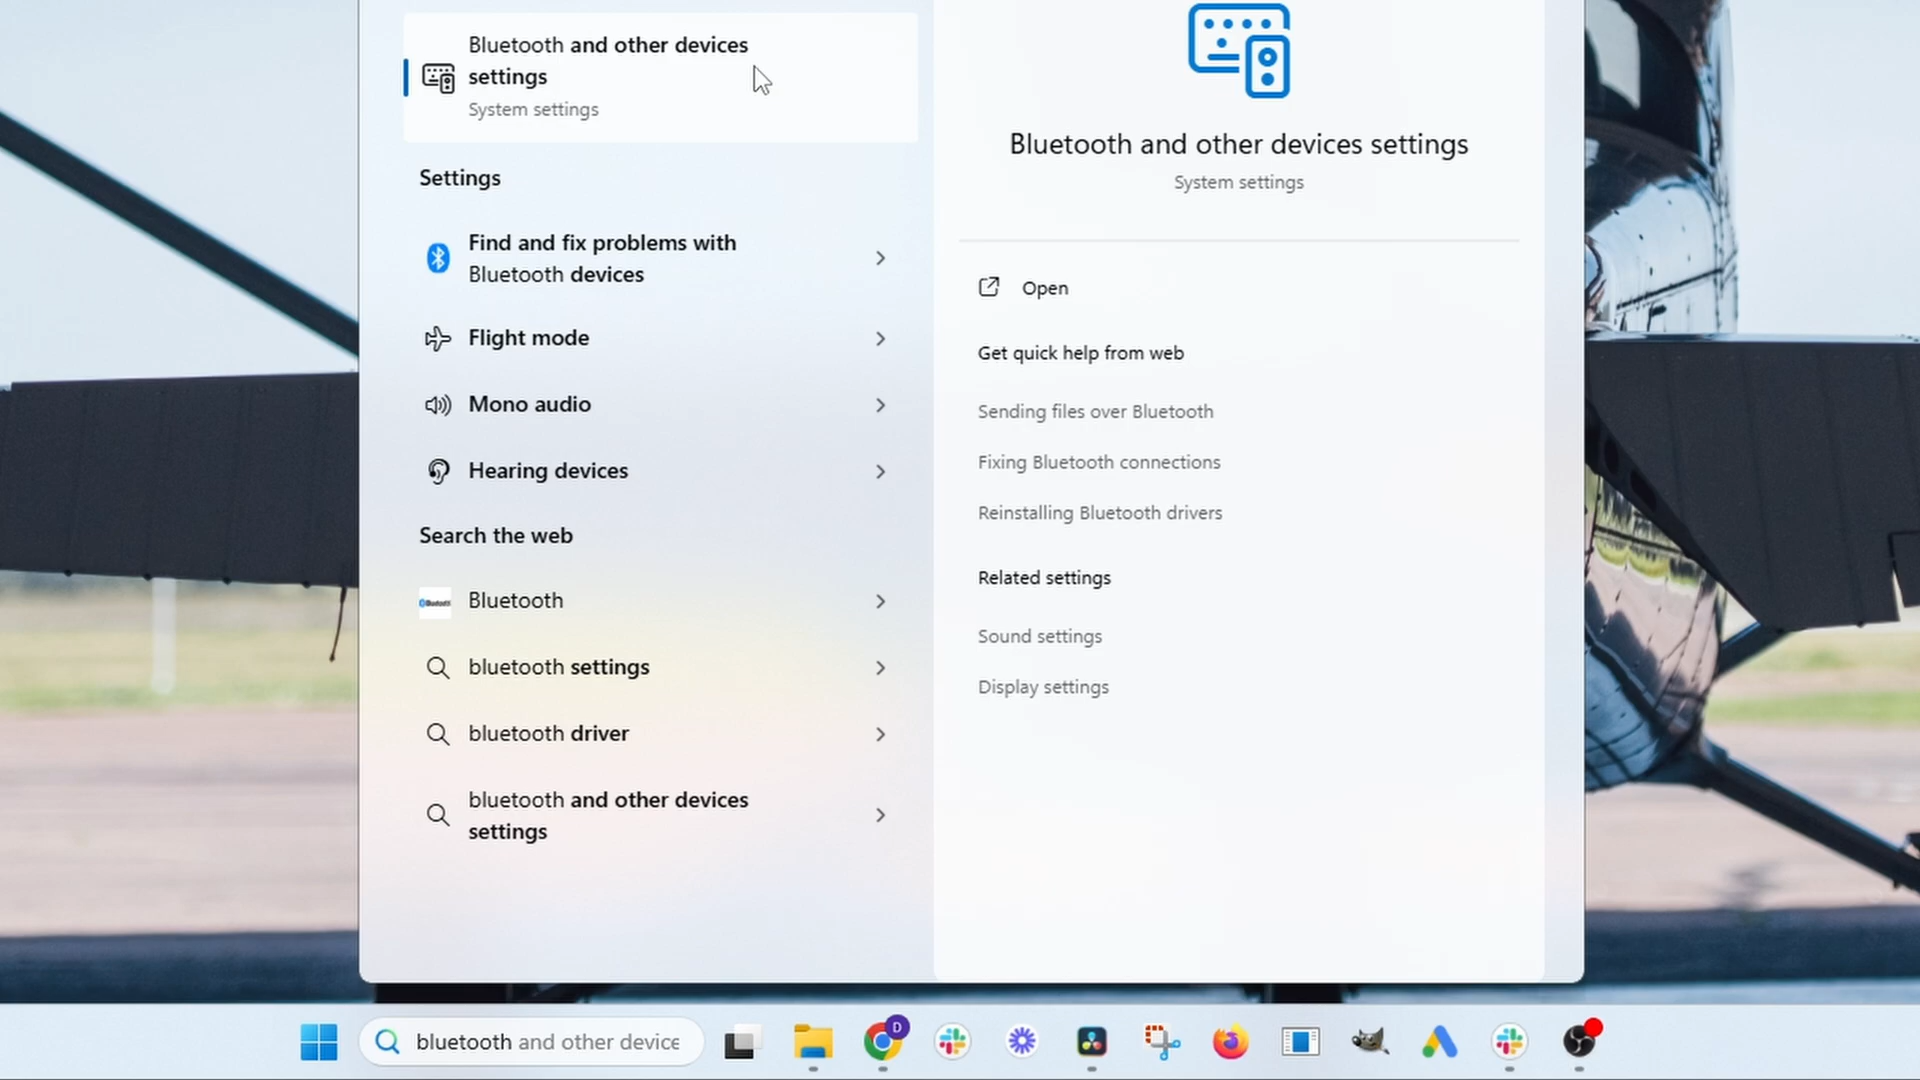 Bluetooth and other devices
settings
System settings
Settings
Find and fix problems with
Bluetooth devices
Flight mode
Mono audio
Hearing devices
Search the web
Bluetooth
Bluetooth
bluetooth settings
bluetooth driver
bluetooth and other devices
settings
Bluetooth and other devices settings
System settings
Open
Get quick help from web
Sending files over Bluetooth
Fixing Bluetooth connections
Reinstalling Bluetooth drivers
Related settings
Sound settings
Display settings
bluetooth and other device
D